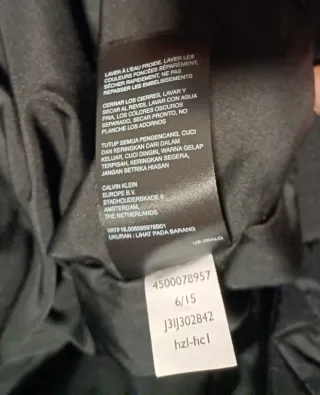 LAVER À L'EAU FROIDE, LAVER LES
COULEURS FONCÉES SÉPARÉMENT,
SÉCHER RAPIDEMENT, NE PAS
REPASSER LES EMBELLISEMENTS
CERRAR LOS CIERRES, LAVAR Y
SECAR AL REVES, LAVAR CON AGUA
FRIA, LOS COLORES OSCUROS
SEPARADO, SECAR PRONTO, NO
PLANCHE LOS ADORNOS
TUTUP SEMUA PENGENCANG, CUCI
DAN KERINGKAN DARI DALAM
KELUAR, CUCI DINGIN, WARNA GELAP
TERPISAH, KERINGKAN SEGERA,
JANGAN SETRIKA HIASAN
CALVIN KLEIN
EUROPE B.V.
STADHOUDERSKADE 6
AMSTERDAM,
THE NETHERLANDS
UKURAN : LIHAT PADA BARANG
4500078957
6/15
J3IJ302842
hzl-hc1